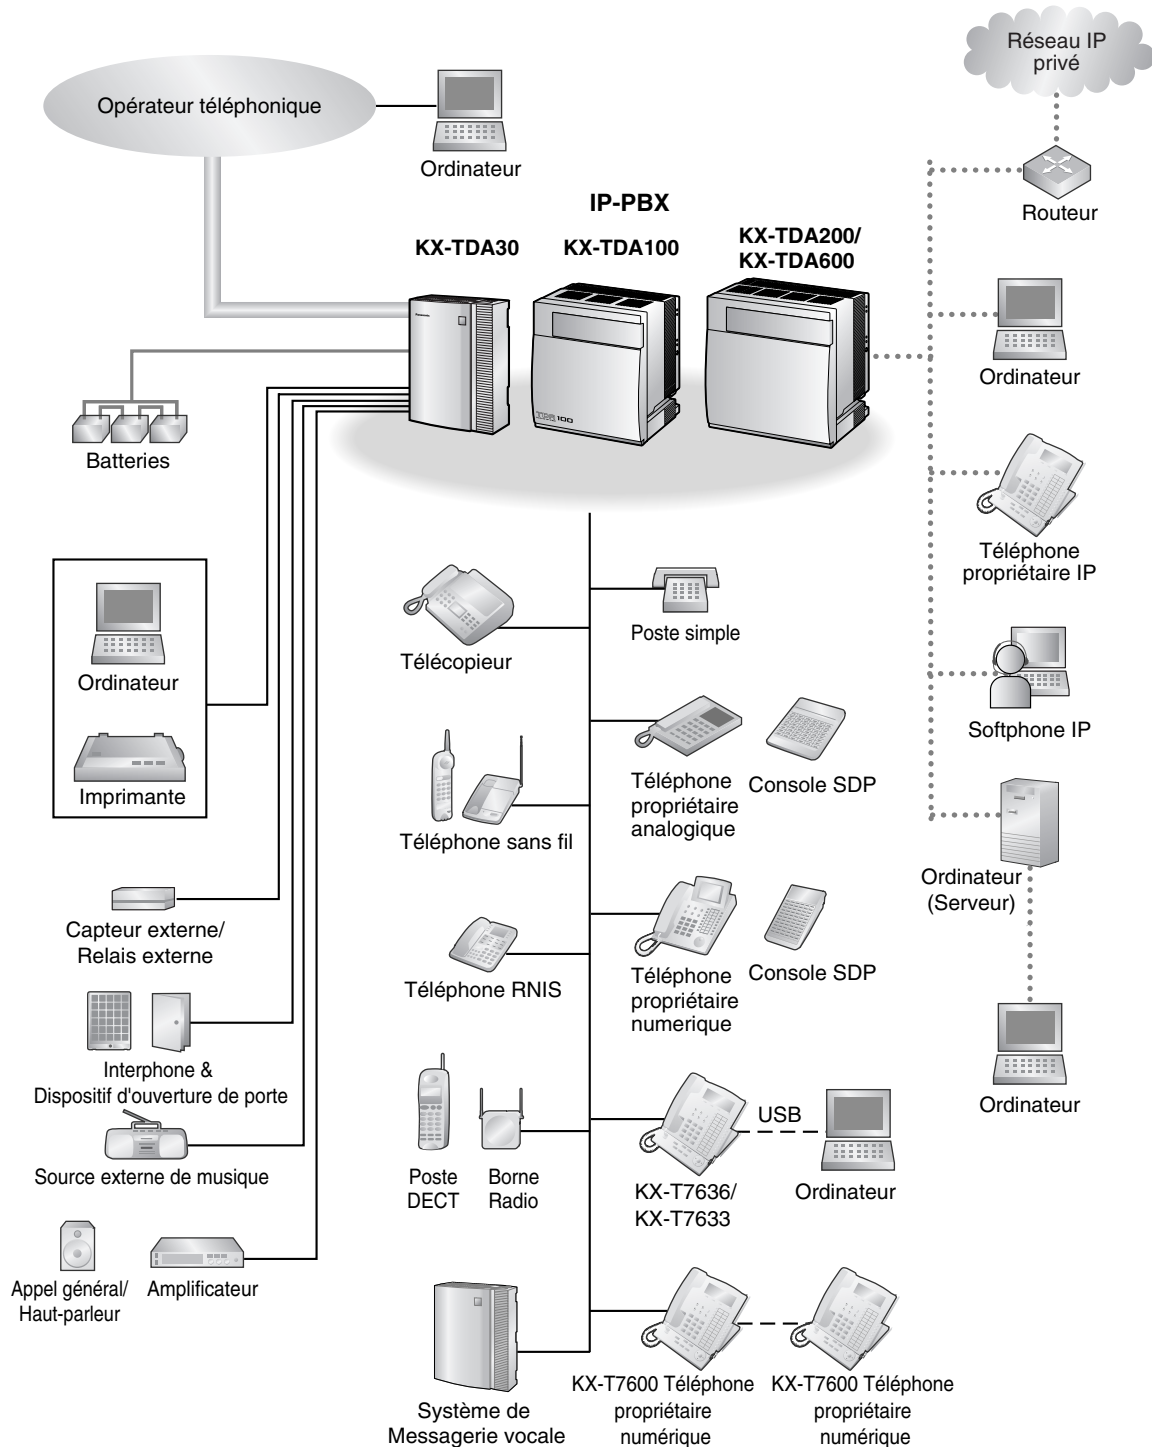 Réseau IP
privé
Opérateur téléphonique
Ordinateur
Routeur
IP-PBX
KX-TDA30
KX-TDA100
KX-TDA200/
KX-TDA600
Panasonic
TDA 100
Ordinateur
Batteries
Téléphone
propriétaire IP
Ordinateur
Imprimante
Télécopieur
Poste simple
Softphone IP
Téléphone sans fil
Téléphone
propriétaire
analogique
Console SDP
Ordinateur
(Serveur)
Capteur externe/
Relais externe
Téléphone RNIS
Téléphone
propriétaire
numerique
Console SDP
Interphone &
Dispositif d'ouverture de porte
Ordinateur
Source externe de musique
Poste
DECT
Borne
Radio
USB
KX-T7636/
KX-T7633
Ordinateur
Appel général/
Haut-parleur
Amplificateur
Système de
Messagerie vocale
KX-T7600 Téléphone
propriétaire
numérique
KX-T7600 Téléphone
propriétaire
numérique